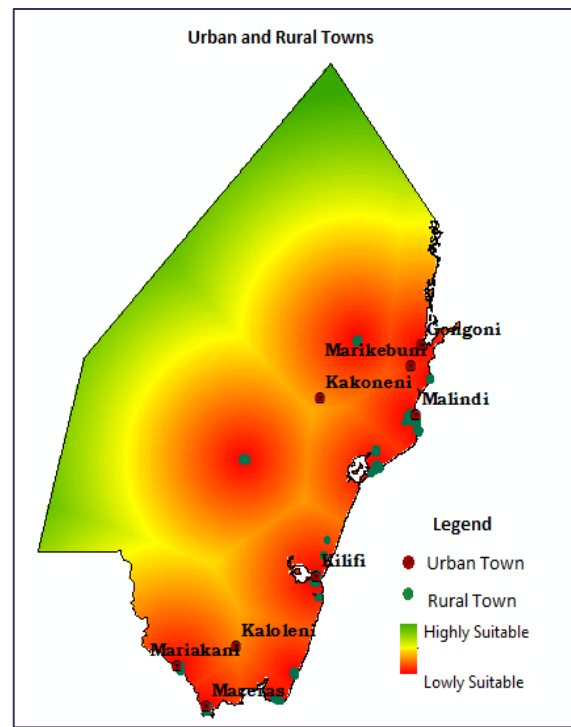 Urban and Rural Towns
Gongoni
Marikebuni
Kakoneni
Malindi
Legend
Kilifi
Urban Town
Rural Town
Kaloleni
Highly Suitable
Mariakani
Lowly Suitable
Mazeras